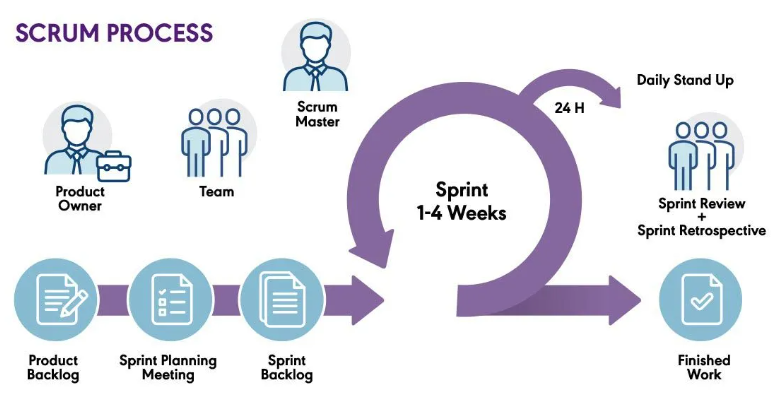 SCRUM PROCESS
Scrum
Master
Product
Owner
Team
Daily Stand Up
24 H
Sprint
1-4 Weeks
Sprint Review
+
Sprint Retrospective
Product
Backlog
Sprint Planning
Meeting
Sprint
Backlog
Finished
Work